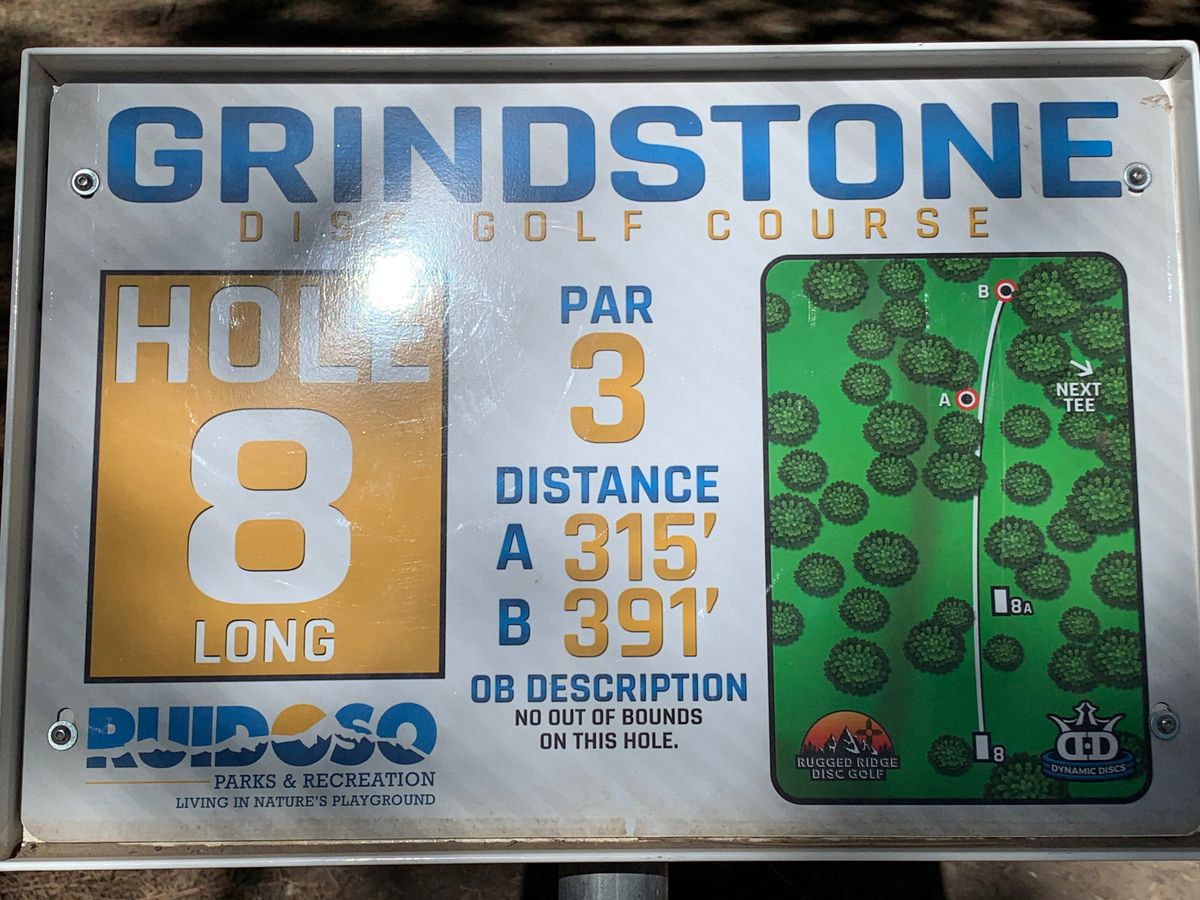 GRINDSTONE
DISC GOLF COURSE
HOLE
8
LONG
PAR
3
DISTANCE
A 315'
B 391'
OB DESCRIPTION
NO OUT OF BOUNDS
ON THIS HOLE.
RUIDOSO
PARKS & RECREATION
LIVING IN NATURE'S PLAYGROUND
B
A
NEXT
TEE
8A
8
RUGGED RIDGE
DISC GOLF
DD
DYNAMIC DISCS